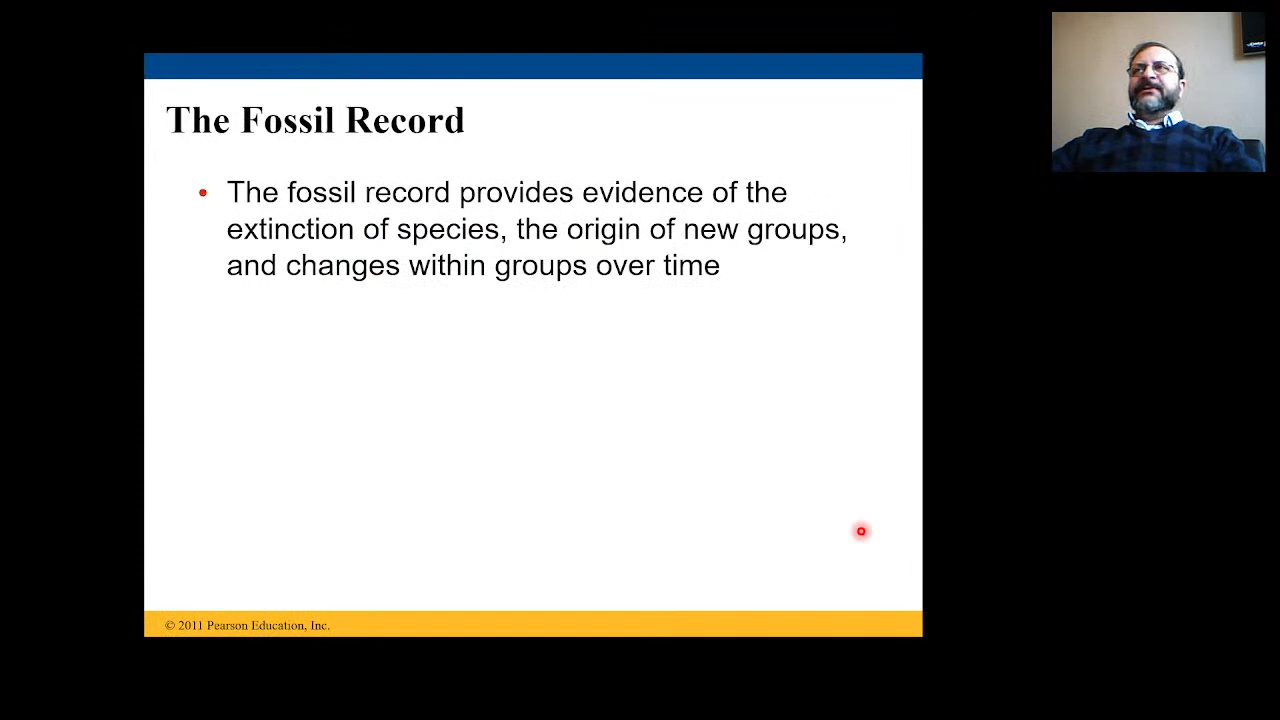 The Fossil Record
• The fossil record provides evidence of the
extinction of species, the origin of new groups,
and changes within groups over time
© 2011 Pearson Education, Inc.